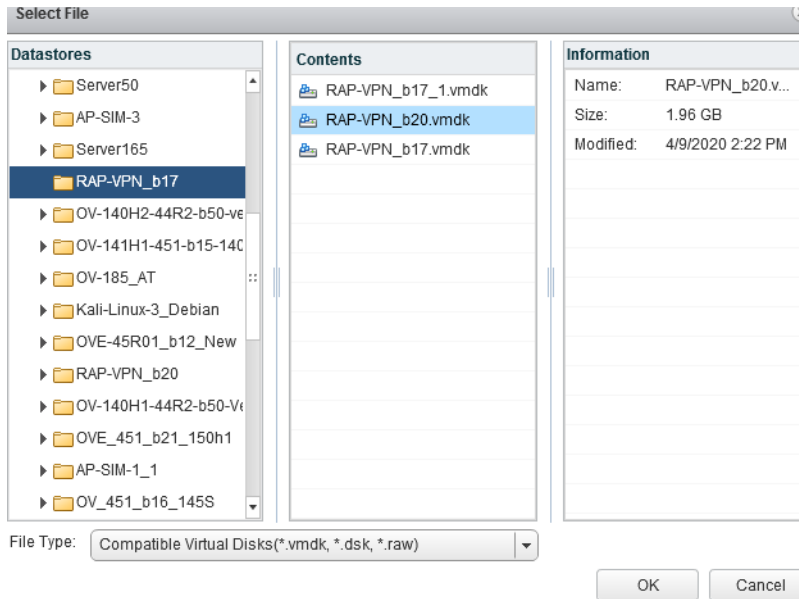 Select File
Datastores
Server50
AP-SIM-3
Server165
RAP-VPN_b17
OV-140H2-44R2-b50-ve
OV-141H1-451-b15-140
OV-185_AT
Kali-Linux-3_Debian
OVE-45R01_b12_New
RAP-VPN_b20
OV-140H1-44R2-b50-Ve
OVE_451_b21_150h1
AP-SIM-1_1
OV_451_b16_145S
Contents
RAP-VPN_b17_1.vmdk
RAP-VPN_b20.vmdk
RAP-VPN_b17.vmdk
Information
Name: RAP-VPN_b20.v...
Size: 1.96 GB
Modified: 4/9/2020 2:22 PM
File Type: Compatible Virtual Disks(*.vmdk, *.dsk, *.raw)
OK Cancel